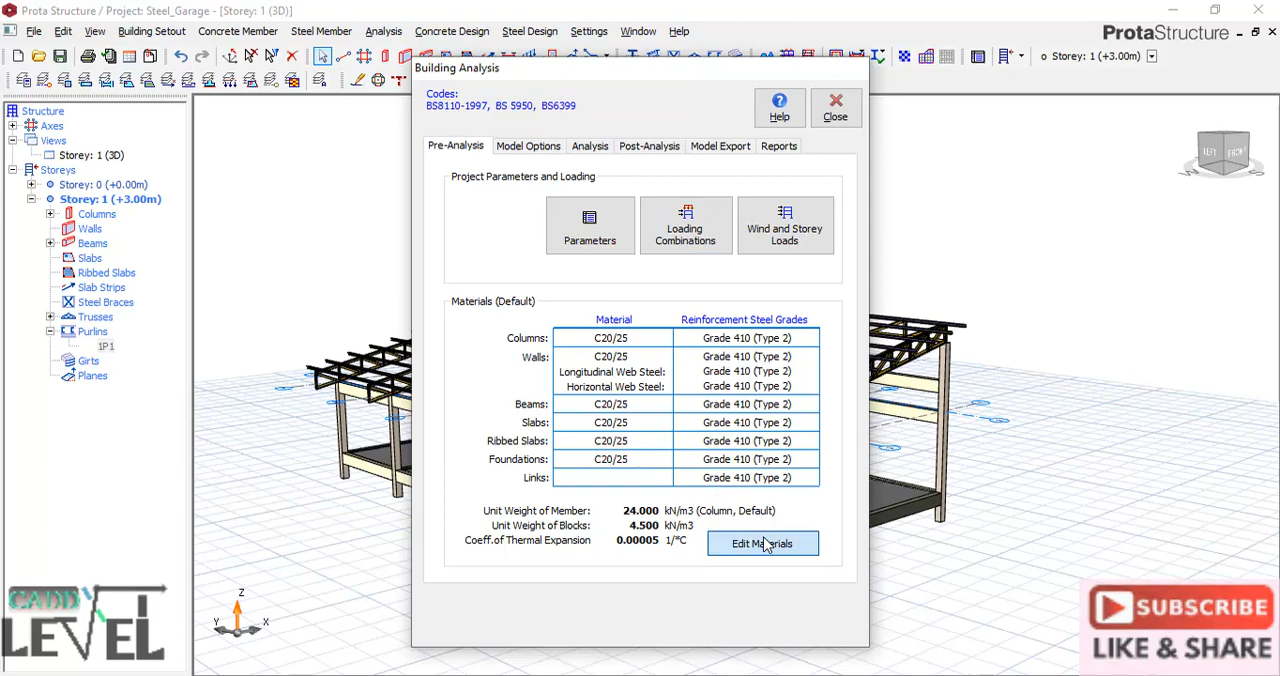 Prota Structure / Project: Steel_Garage - [Storey: 1 (3D)]
File Edit View Building Setout Concrete Member Steel Member Analysis Concrete Design Steel Design Settings Window Help
ProtaStructure
Storey: 1 (+3.00m)
Structure
Axes
Views
Storey: 1 (3D)
Storeys
Storey: 0 (+0.00m)
Storey: 1 (+3.00m)
Columns
Walls
Beams
Slabs
Ribbed Slabs
Slab Strips
Steel Braces
Trusses
Purlins
1P1
Girts
Planes
Building Analysis
Codes:
BS8110-1997, BS 5950, BS6399
Help
Close
Pre-Analysis Model Options Analysis Post-Analysis Model Export Reports
Project Parameters and Loading
Parameters
Loading Combinations
Wind and Storey Loads
Materials (Default)
Material Reinforcement Steel Grades
Columns: C20/25 Grade 410 (Type 2)
Walls: C20/25 Grade 410 (Type 2)
Longitudinal Web Steel: Grade 410 (Type 2)
Horizontal Web Steel: Grade 410 (Type 2)
Beams: C20/25 Grade 410 (Type 2)
Slabs: C20/25 Grade 410 (Type 2)
Ribbed Slabs: C20/25 Grade 410 (Type 2)
Foundations: C20/25 Grade 410 (Type 2)
Links: Grade 410 (Type 2)
Unit Weight of Member: 24.000 kN/m3 (Column, Default)
Unit Weight of Blocks: 4.500 kN/m3
Coeff.of Thermal Expansion 0.00005 1/°C
Edit Materials
LEFT FRONT
Z
Y X
CADD
LEVEL
SUBSCRIBE
LIKE & SHARE